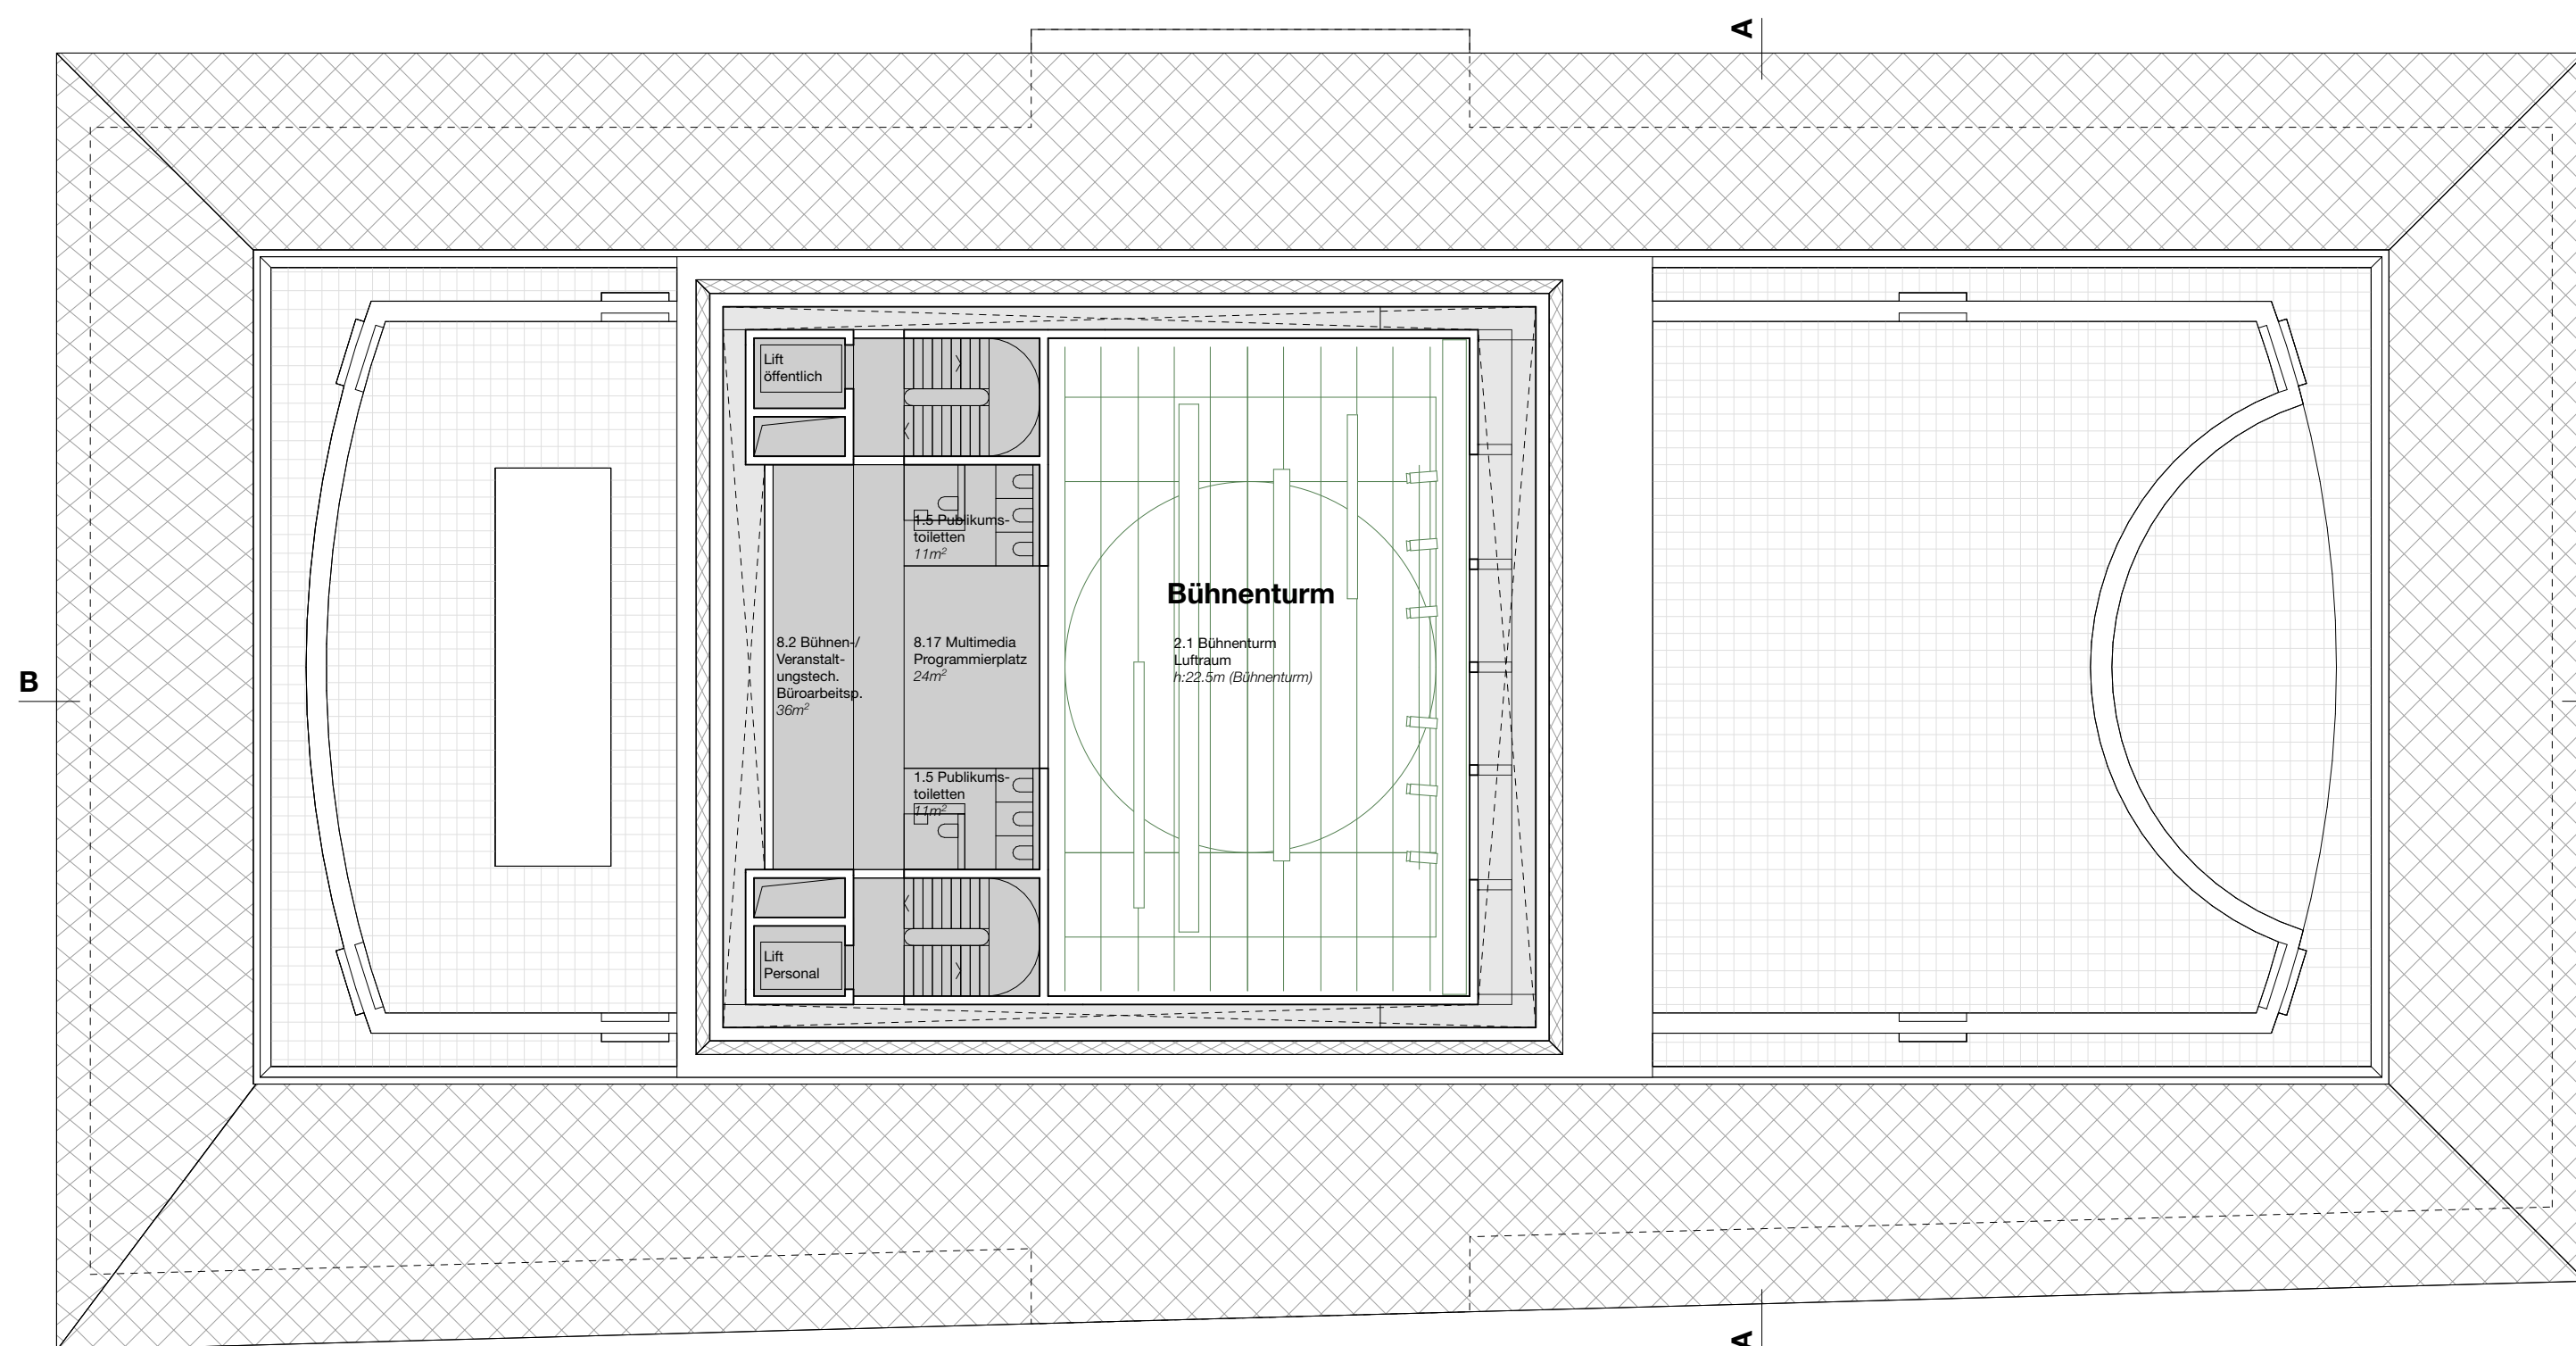 A
Lift
öffentlich
1.5 Publikums-
toiletten
11m²
Bühnenturm
8.2 Bühnen-/
Veranstalt-
ungstech.
Büroarbeitsp.
36m²
8.17 Multimedia
Programmierplatz
24m²
2.1 Bühnenturm
Luftraum
h:22.5m (Bühnenturm)
B
1.5 Publikums-
toiletten
11m²
Lift
Personal
A